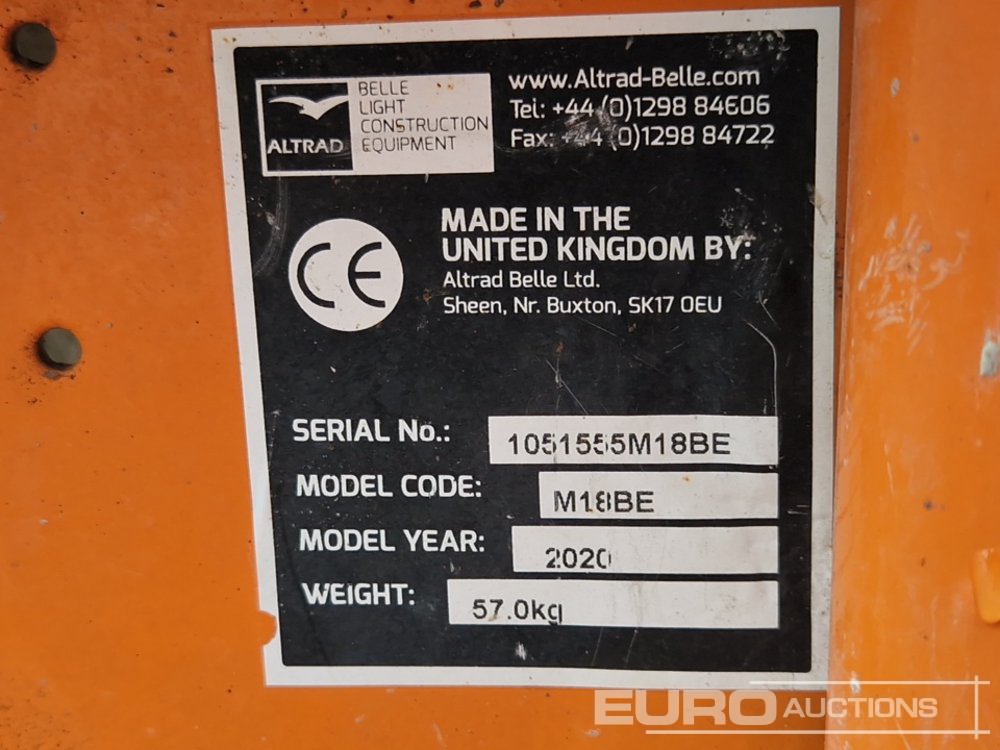 ALTRAD
BELLE
LIGHT
CONSTRUCTION
EQUIPMENT
www.Altrad-Belle.com
Tel: +44 (0)1298 84606
Fax: +44 (0)1298 84722
CE
MADE IN THE
UNITED KINGDOM BY:
Altrad Belle Ltd.
Sheen, Nr. Buxton, SK17 0EU
SERIAL No.: 1051555M18BE
MODEL CODE: M18BE
MODEL YEAR: 2020
WEIGHT: 57.0kg
EURO AUCTIONS